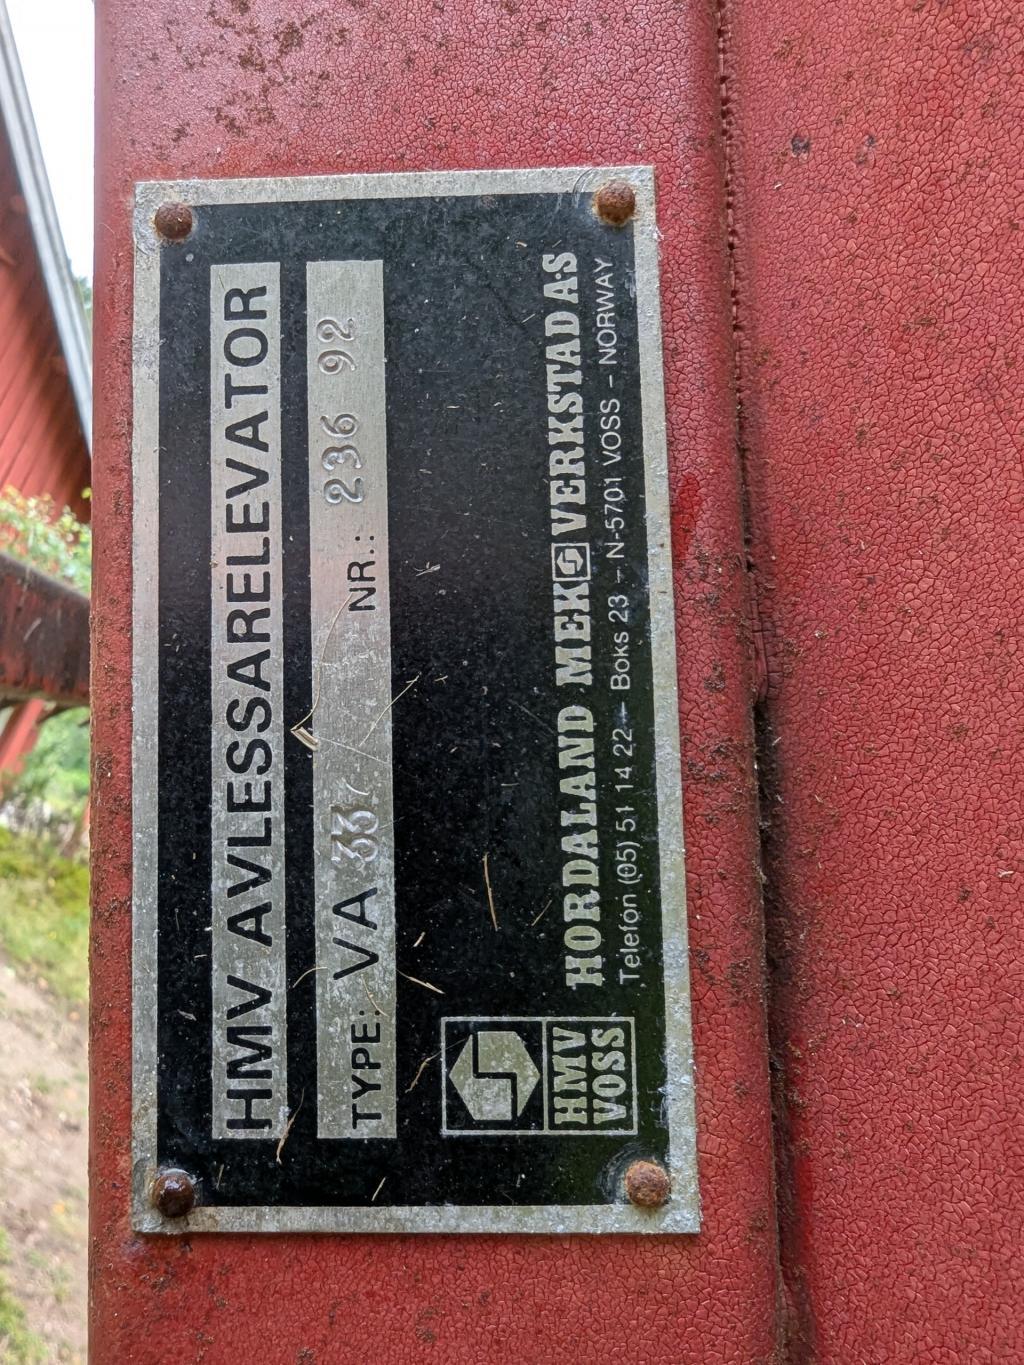 HMV AVLESSARELEVATOR
TYPE: VA 33 NR.: 236 92
HORDALAND MEK VERKSTAD A·S
Telefon (05) 51 14 22 – Boks 23 – N-5701 VOSS – NORWAY
HMV
VOSS